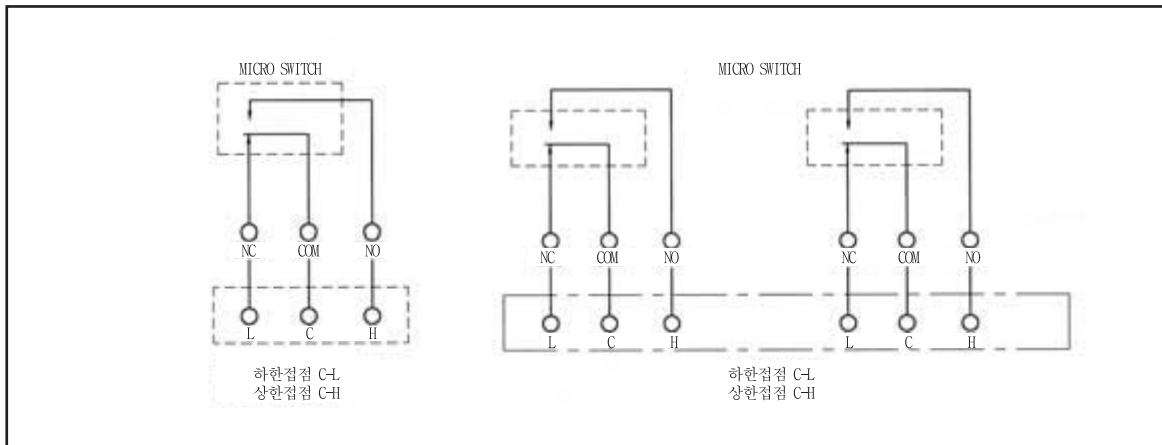 MICRO SWITCH
NC COM NO
L C H
하한접점 C-L
상한접점 C-H
MICRO SWITCH
NC COM NO NC COM NO
L C H L C H
하한접점 C-L
상한접점 C-H